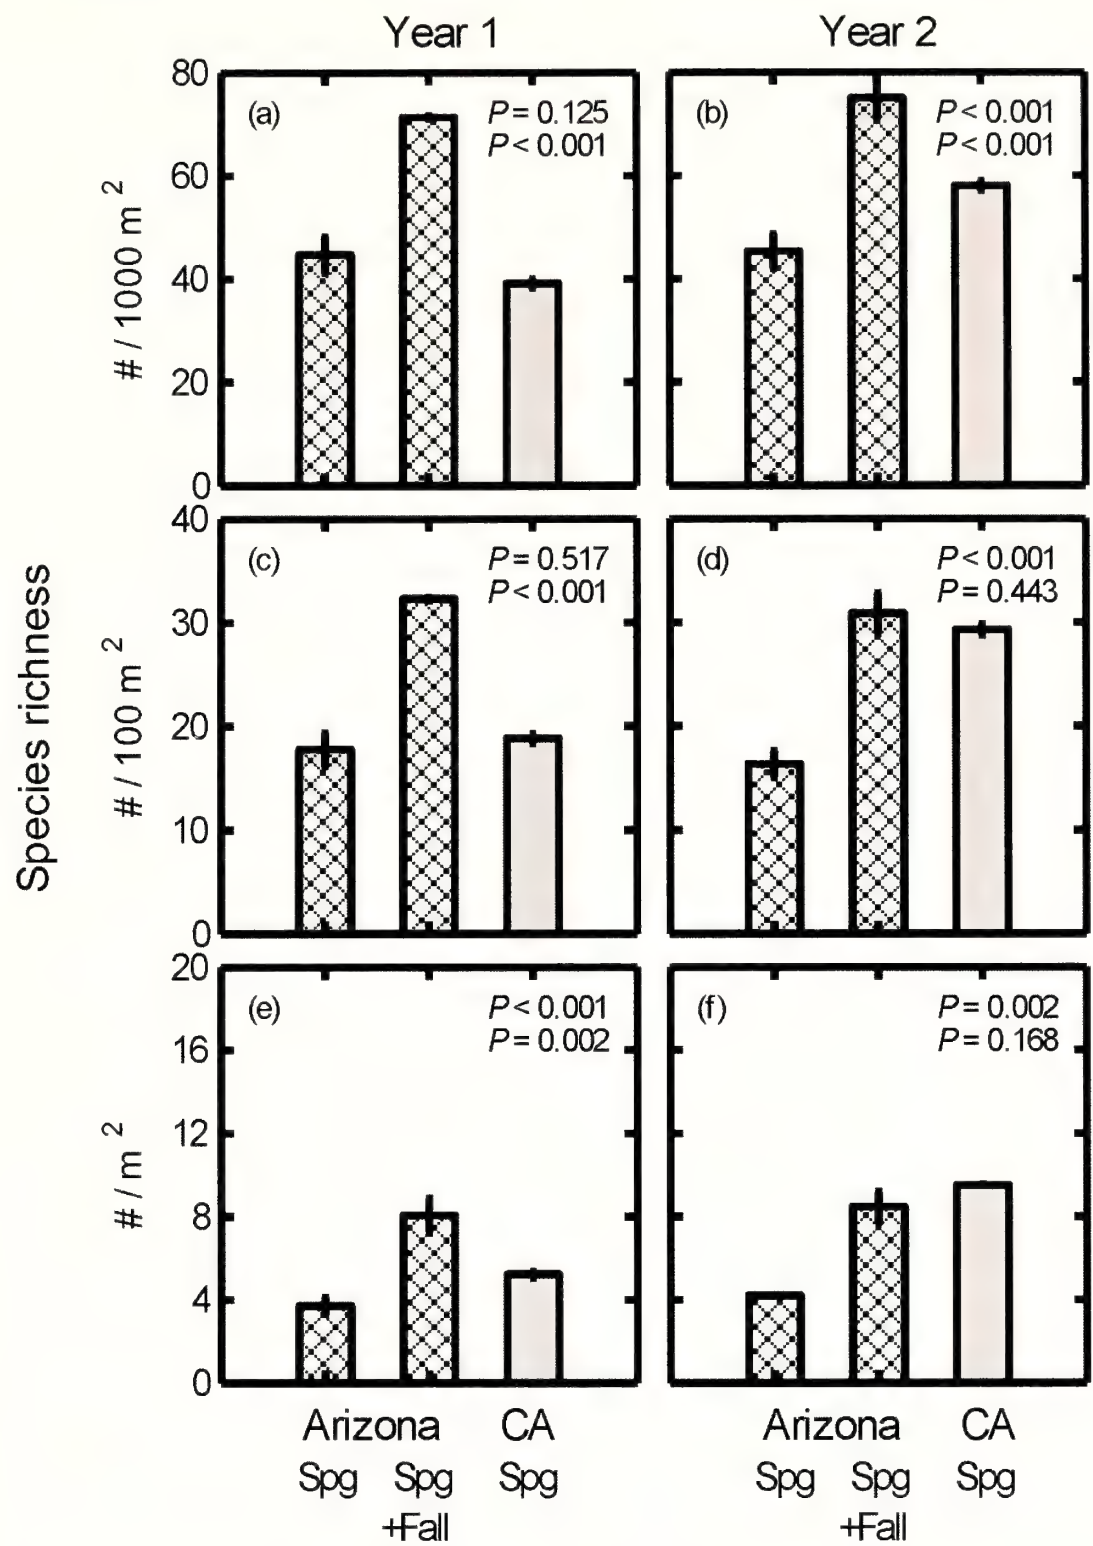 Year 1
Year 2
Species richness
# / 1000 m 2
80
60
40
20
0
(a)
P = 0.125
P < 0.001
(b)
P < 0.001
P < 0.001
# / 100 m 2
40
30
20
10
0
(c)
P = 0.517
P < 0.001
(d)
P < 0.001
P = 0.443
# / m 2
20
16
12
8
4
0
(e)
P < 0.001
P = 0.002
(f)
P = 0.002
P = 0.168
Arizona CA
Spg Spg Spg
+Fall
Arizona CA
Spg Spg Spg
+Fall